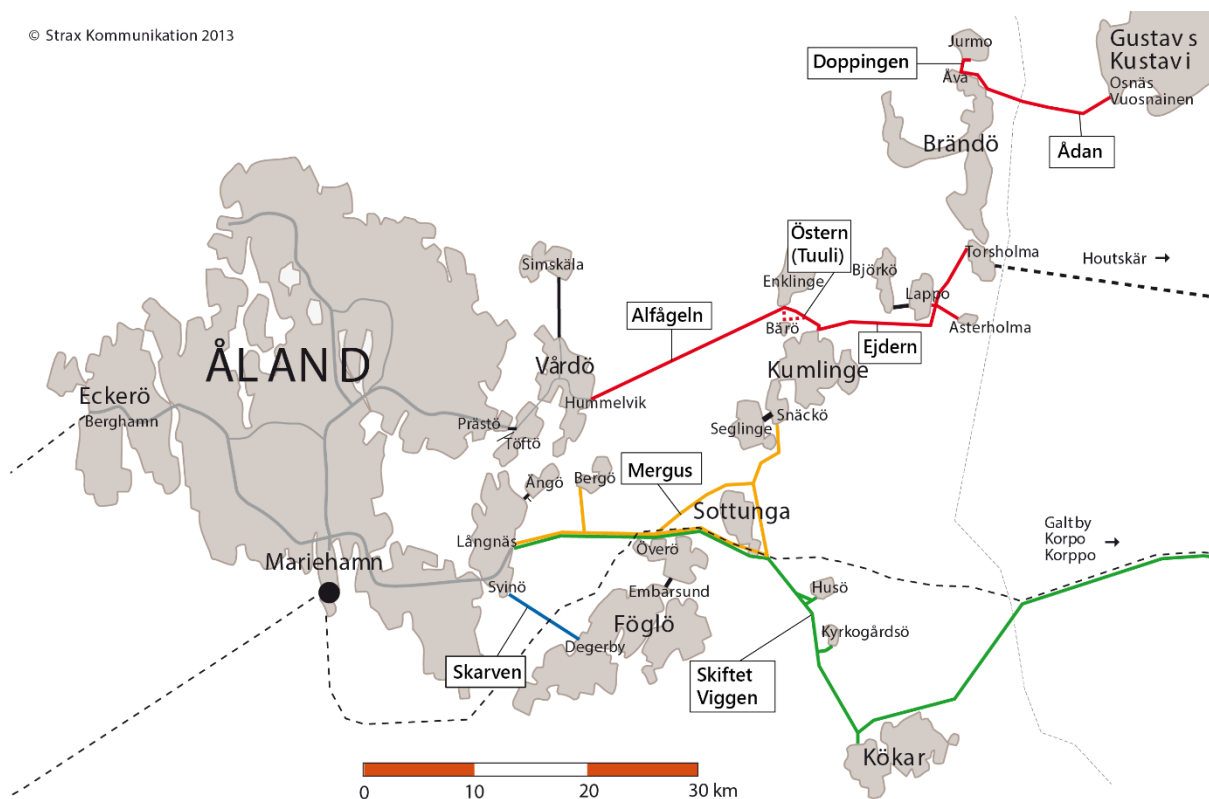 © Strax Kommunikation 2013
Jurmo
Gustavs
Kustavi
Doppingen
Åva
Osnäs
Vuosnainen
Brändö
Ådan
Östern
(Tuuli)
Torsholma
Houtskär →
Simskäla
Enklinge
Björkö
Lappo
Alfågeln
Bärö
Ejdern
Asterholma
ÅLAND
Vårdö
Kumlinge
Eckerö
Berghamn
Hummelvik
Prästö
Töftö
Snäckö
Seglinge
Ängö
Bergö
Mergus
Sottunga
Långnäs
Överö
Galtby
Korpo →
Korppo
Mariehamn
Svinö
Embarsund
Husö
Föglö
Kyrkogårdsö
Degerby
Skarven
Skiftet
Viggen
Kökar
0 10 20 30 km